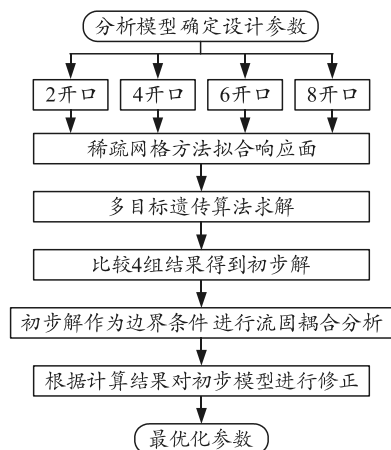 分析模型 确定设计参数
2开口 4开口 6开口 8开口
稀疏网格方法拟合响应面
多目标遗传算法求解
比较4组结果得到初步解
初步解作为边界条件 进行流固耦合分析
根据计算结果对初步模型进行修正
最优化参数